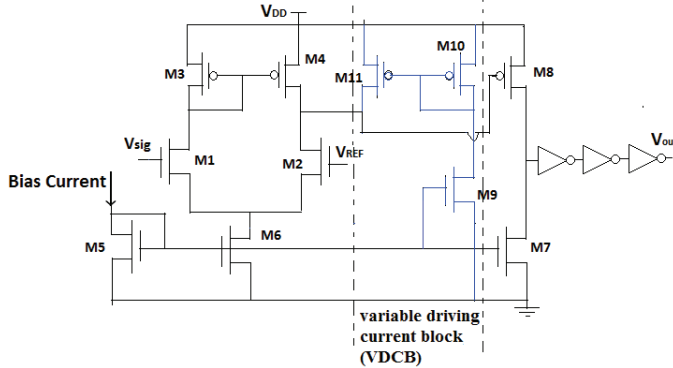 VDD
M3
M4
M11
M10
M8
Vsig
M1
M2
VREF
M9
Vou
Bias Current
M5
M6
M7
variable driving
current block
(VDCB)